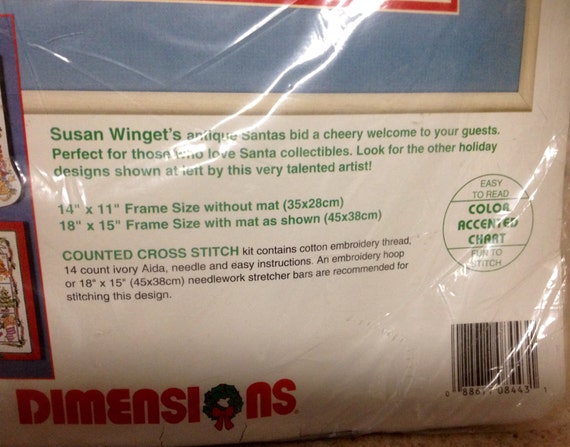 Susan Winget's antique Santas bid a cheery welcome to your guests.
Perfect for those who love Santa collectibles. Look for the other holiday
designs shown at left by this very talented artist!
14" x 11" Frame Size without mat (35x28cm)
18" x 15" Frame Size with mat as shown (45x38cm)
COUNTED CROSS STITCH kit contains cotton embroidery thread,
14 count ivory Aida, needle and easy instructions. An embroidery hoop
or 18" x 15" (45x38cm) needlework stretcher bars are recommended for
stitching this design.
EASY
TO READ
COLOR
ACCENTED
CHART
FUN TO
STITCH
DIMENSIONS
0 08443 1